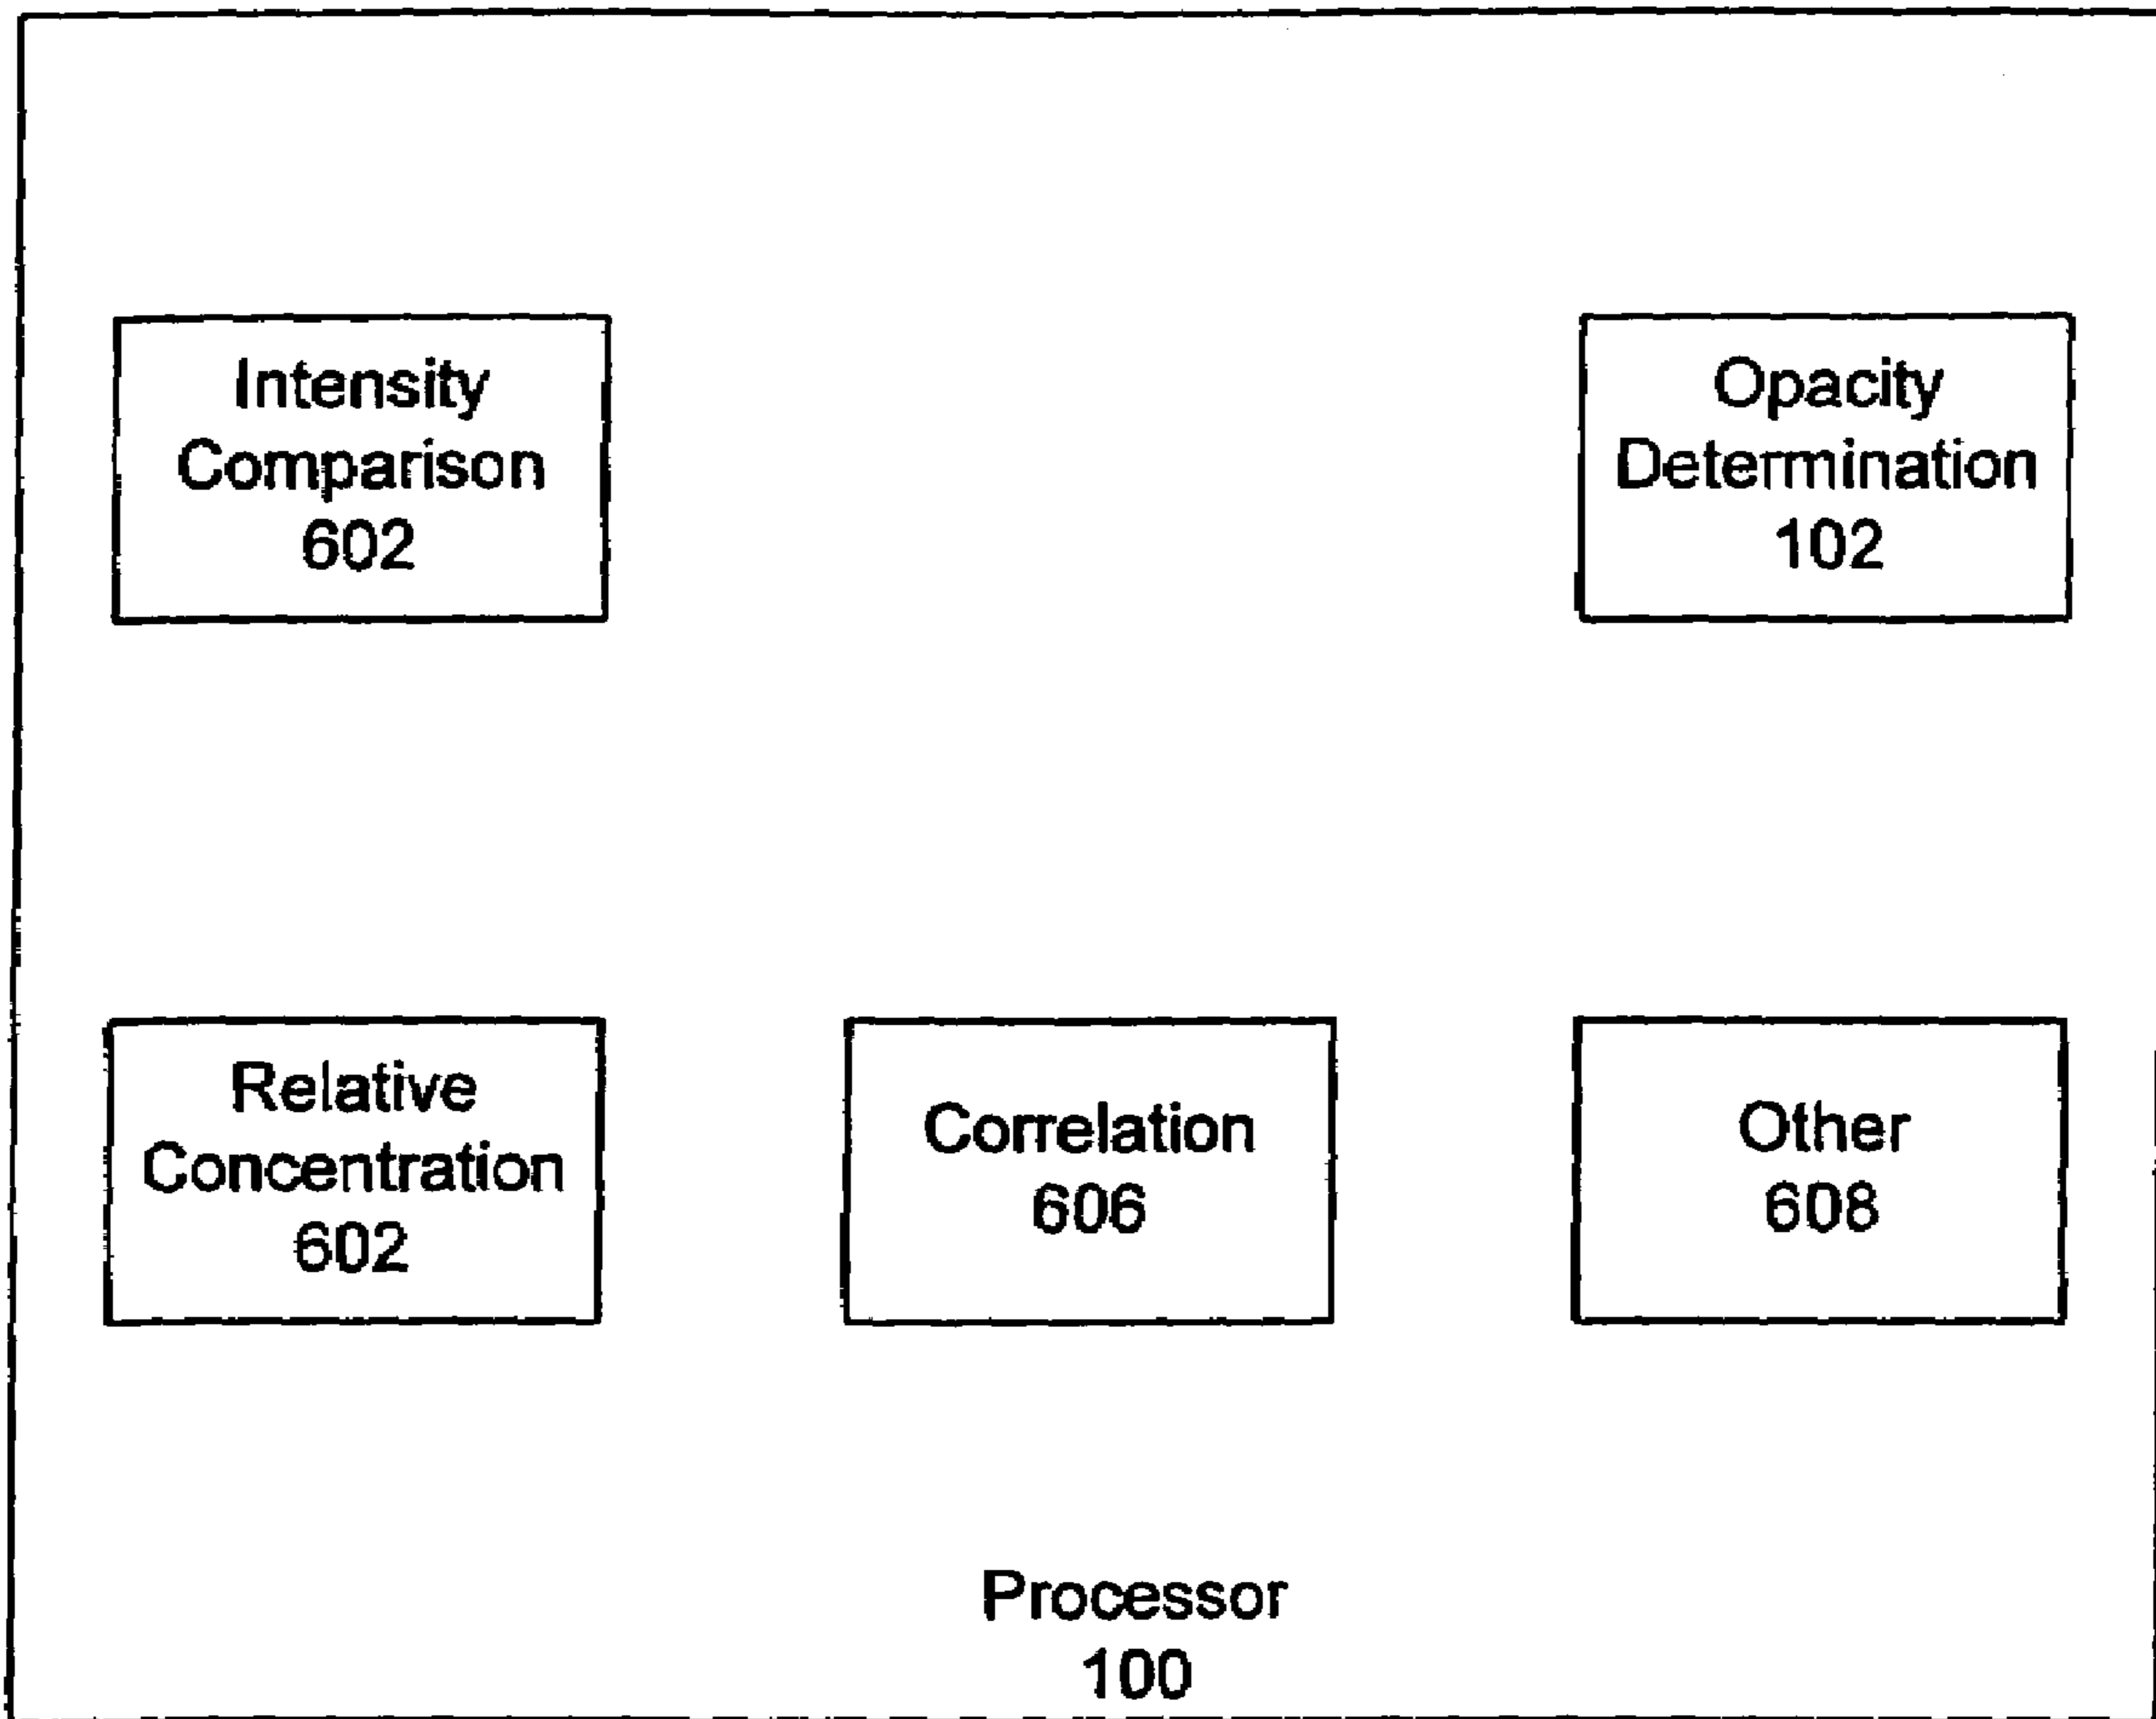 Intensity
Comparison
602
Opacity
Determination
102
Relative
Concentration
602
Correlation
606
Other
608
Processor
100